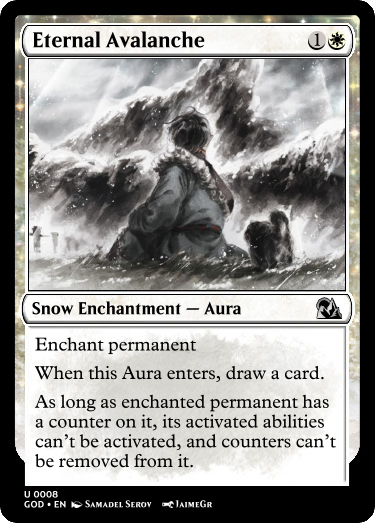 Eternal Avalanche 1
Snow Enchantment — Aura
Enchant permanent
When this Aura enters, draw a card.
As long as enchanted permanent has
a counter on it, its activated abilities
can't be activated, and counters can't
be removed from it.
U 0008
GOD • EN Samadel Serov JaimeGr